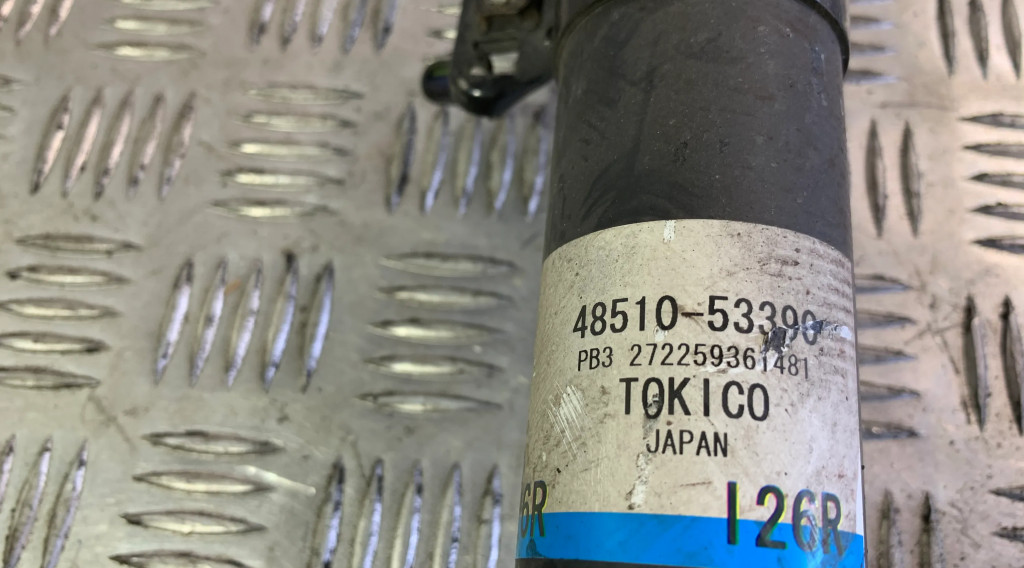 48510-53390
PB3 272259361481
TOKICO
JAPAN
6R I26R